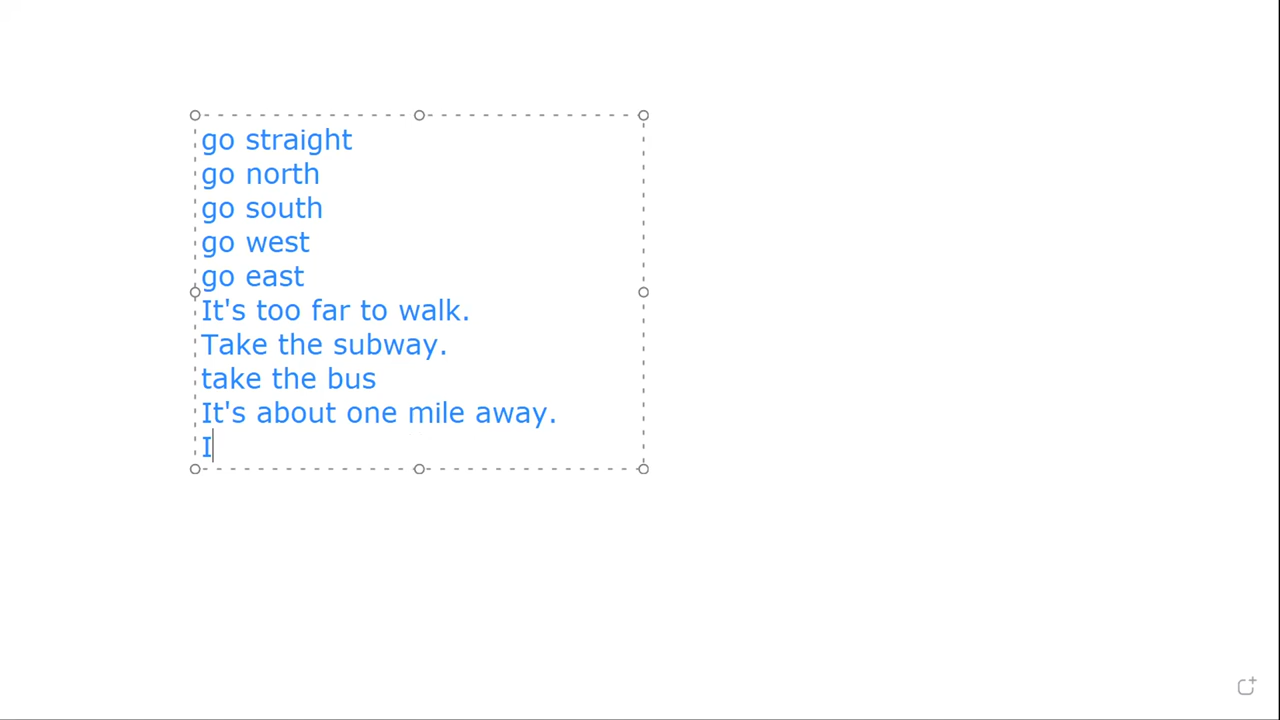 go straight
go north
go south
go west
go east
It's too far to walk.
Take the subway.
take the bus
It's about one mile away.
I